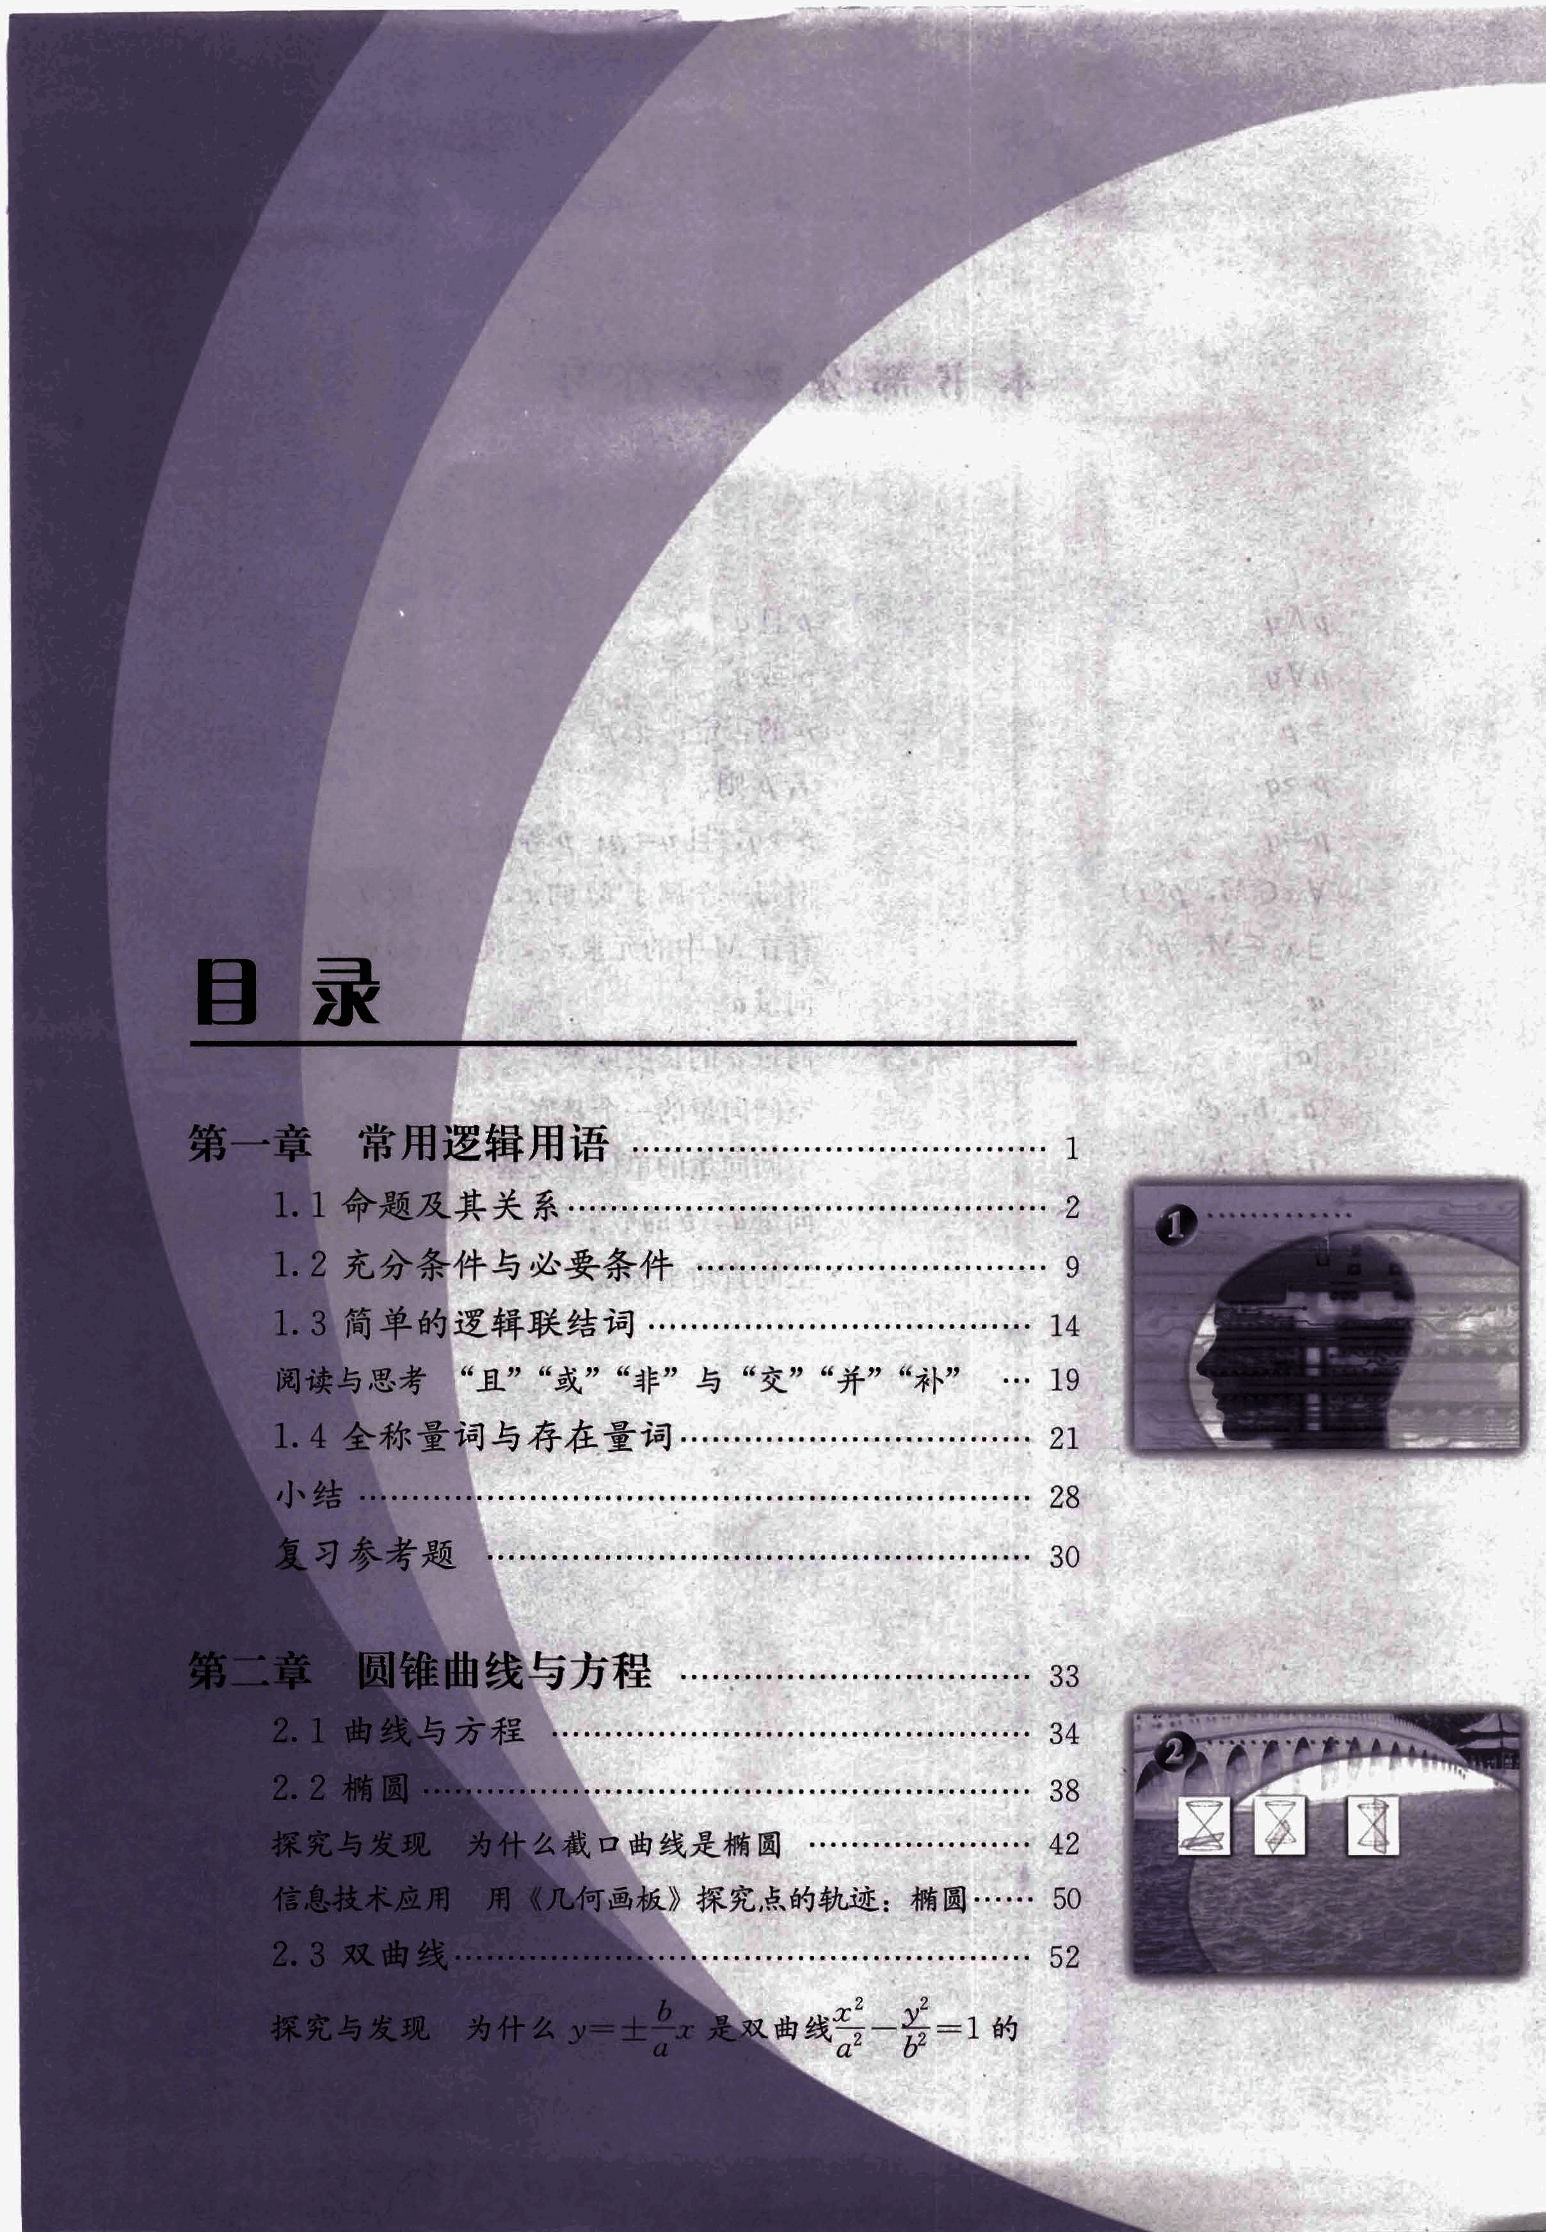 目 录
第一章 常用逻辑用语 …… 1
1.1 命题及其关系 …… 2
1.2 充分条件与必要条件 …… 9
1.3 简单的逻辑联结词 …… 14
阅读与思考 “且”“或”“非”与“交”“并”“补” … 19
1.4 全称量词与存在量词 …… 21
小结 …… 28
复习参考题 …… 30
1
第二章 圆锥曲线与方程 …… 33
2.1 曲线与方程 …… 34
2.2 椭圆 …… 38
探究与发现 为什么截口曲线是椭圆 …… 42
信息技术应用 用《几何画板》探究点的轨迹：椭圆 …… 50
2.3 双曲线 …… 52
探究与发现 为什么 y=±\frac{b}{a}x 是双曲线\frac{x^2}{a^2}-\frac{y^2}{b^2}=1 的
2